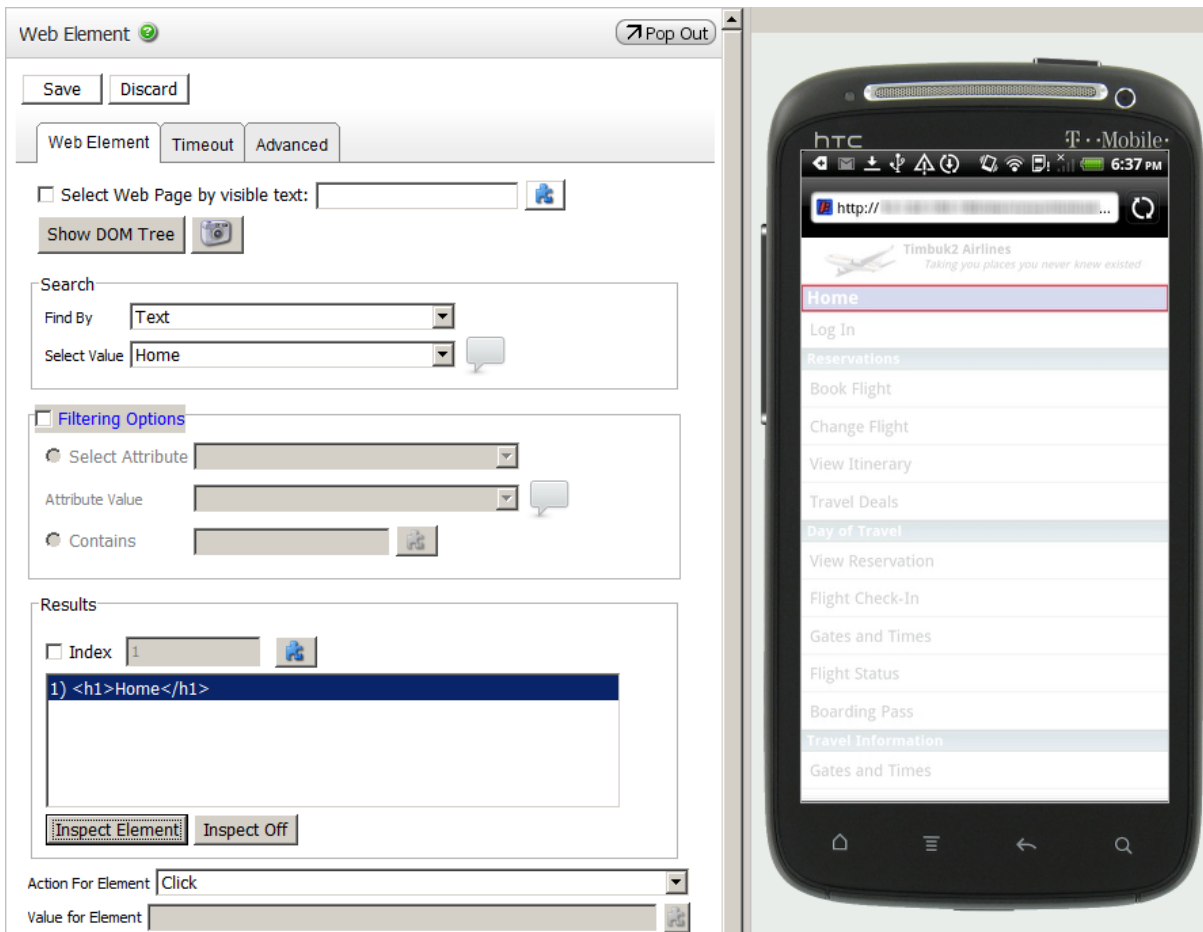 Web Element
Pop Out
Save Discard
Web Element Timeout Advanced
Select Web Page by visible text:
Show DOM Tree
Search
Find By Text
Select Value Home
Filtering Options
Select Attribute
Attribute Value
Contains
Results
Index 1
1) <h1>Home</h1>
Inspect Element Inspect Off
Action For Element Click
Value for Element
hTC T··Mobile·
6:37 PM
http:// ...
Timbuk2 Airlines
Taking you places you never knew existed
Home
Log In
Reservations
Book Flight
Change Flight
View Itinerary
Travel Deals
Day of Travel
View Reservation
Flight Check-In
Gates and Times
Flight Status
Boarding Pass
Travel Information
Gates and Times